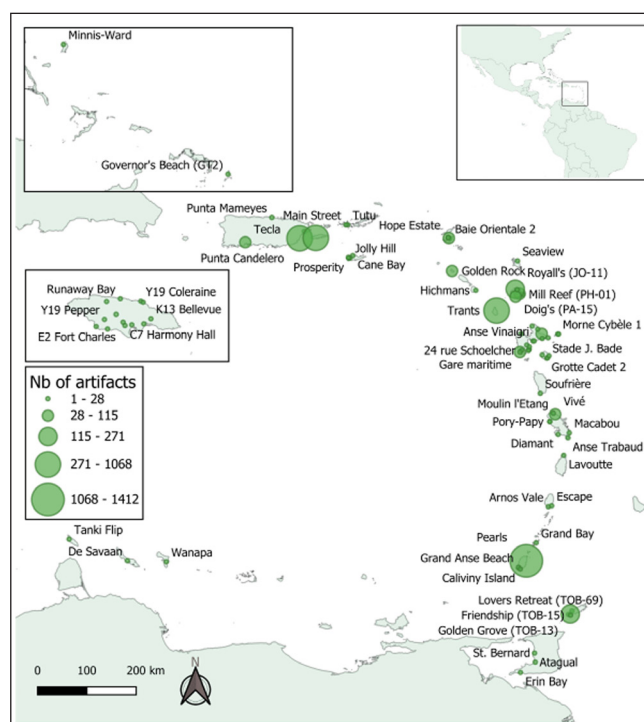 Minnis-Ward
Governor's Beach (GT2)
Punta Mameyes
Main Street
Tutu
Hope Estate
Baie Orientale 2
Tecla
Punta Candelero
Prosperity
Jolly Hill
Cane Bay
Seaview
Golden Rock
Royall's (JO-11)
Hichmans
Mill Reef (PH-01)
Trants
Doig's (PA-15)
Runaway Bay
Y19 Coleraine
Y19 Pepper
K13 Bellevue
E2 Fort Charles
C7 Harmony Hall
Anse Vinaigri
Morne Cybèle 1
24 rue Schoelcher
Stade J. Bade
Gare maritime
Grotte Cadet 2
Soufrière
Nb of artifacts
1 - 28
28 - 115
115 - 271
271 - 1068
1068 - 1412
Moulin l'Etang
Vivé
Pory-Papy
Macabou
Diamant
Anse Trabaud
Lavoutte
Arnos Vale
Escape
Tanki Flip
De Savaan
Wanapa
Pearls
Grand Bay
Grand Anse Beach
Caliviny Island
Lovers Retreat (TOB-69)
Friendship (TOB-15)
Golden Grove (TOB-13)
St. Bernard
Atagual
Erin Bay
0 100 200 km
N